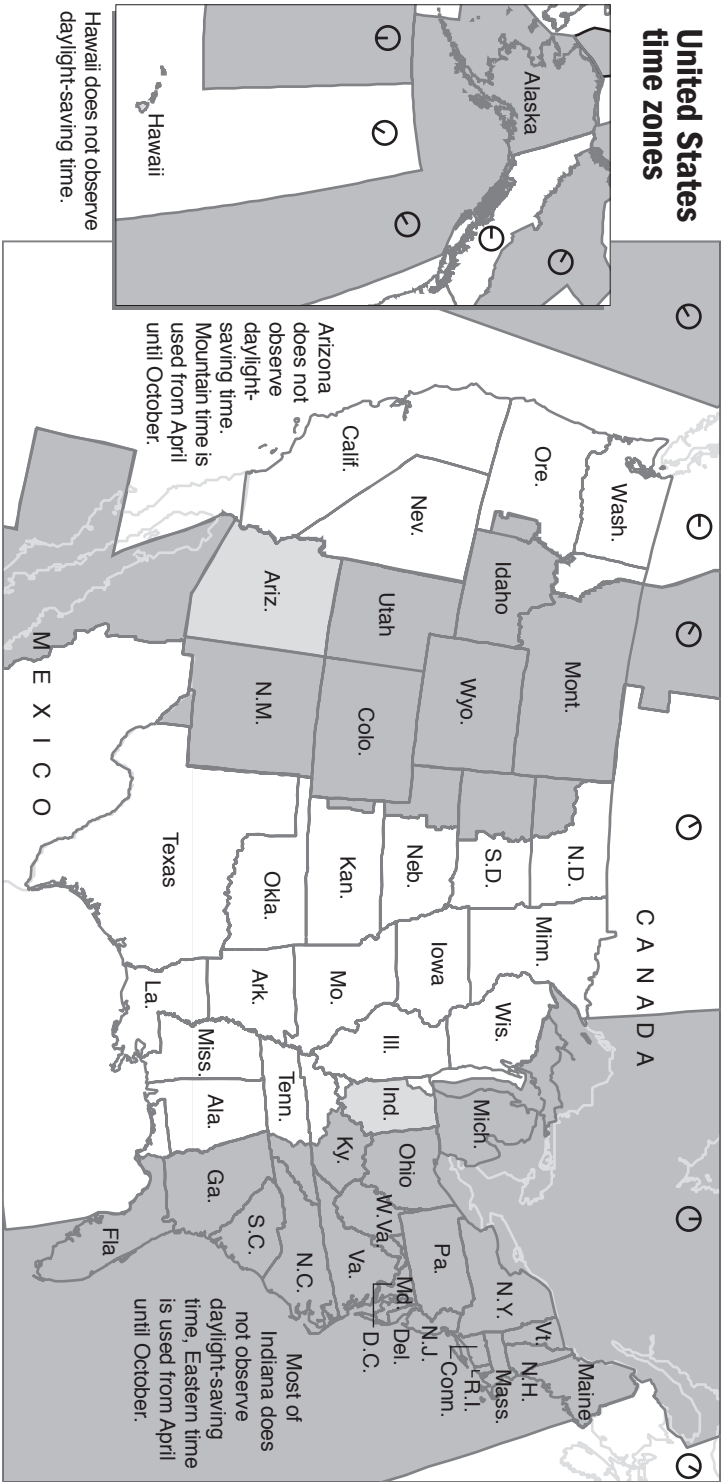 United States
time zones
Alaska
Hawaii
Hawaii does not observe
daylight-saving time.
Arizona
does not
observe
daylight-
saving time.
Mountain time is
used from April
until October.
CANADA
MEXICO
Wash.
Ore.
Calif.
Nev.
Idaho
Utah
Ariz.
Mont.
Wyo.
Colo.
N.M.
N.D.
S.D.
Neb.
Kan.
Okla.
Texas
Minn.
Iowa
Mo.
Ark.
La.
Wis.
Ill.
Miss.
Tenn.
Ala.
Mich.
Ind.
Ohio
Ky.
Ga.
Fla
S.C.
N.C.
W.Va.
Va.
Pa.
Md.
D.C.
Del.
N.J.
N.Y.
Conn.
R.I.
Mass.
Vt.
N.H.
Maine
Most of
Indiana does
not observe
daylight-saving
time, Eastern time
is used from April
until October.